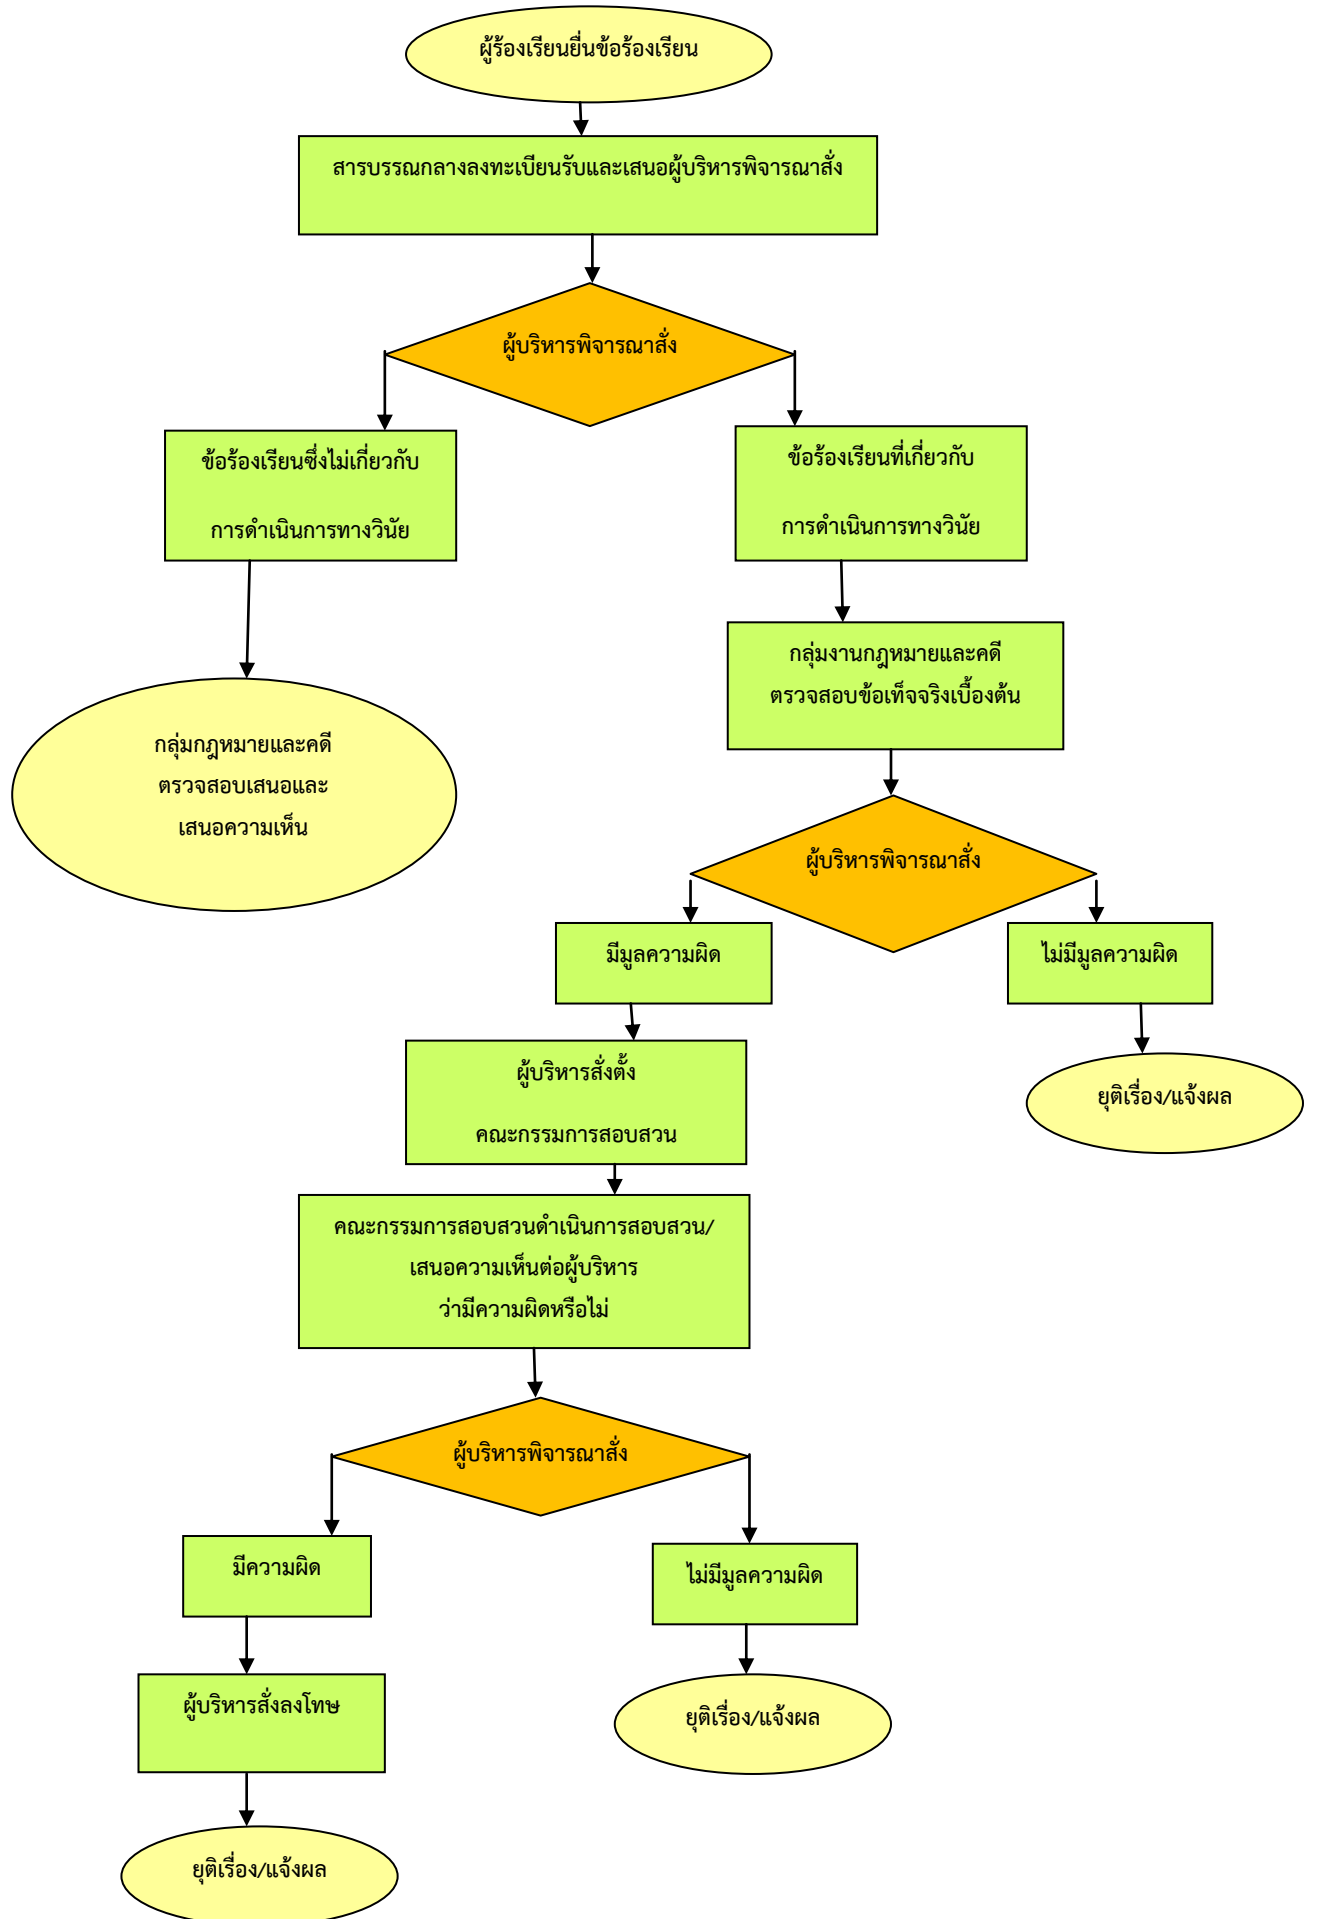 ผู้ร้องเรียนยื่นข้อร้องเรียน
สารบรรณกลางลงทะเบียนรับและเสนอผู้บริหารพิจารณาสั่ง
ผู้บริหารพิจารณาสั่ง
ข้อร้องเรียนซึ่งไม่เกี่ยวกับ
การดำเนินการทางวินัย
ข้อร้องเรียนที่เกี่ยวกับ
การดำเนินการทางวินัย
กลุ่มงานกฎหมายและคดี
ตรวจสอบข้อเท็จจริงเบื้องต้น
กลุ่มกฎหมายและคดี
ตรวจสอบเสนอและ
เสนอความเห็น
ผู้บริหารพิจารณาสั่ง
มีมูลความผิด
ไม่มีมูลความผิด
ผู้บริหารสั่งตั้ง
คณะกรรมการสอบสวน
ยุติเรื่อง/แจ้งผล
คณะกรรมการสอบสวนดำเนินการสอบสวน/
เสนอความเห็นต่อผู้บริหาร
ว่ามีความผิดหรือไม่
ผู้บริหารพิจารณาสั่ง
มีความผิด
ไม่มีมูลความผิด
ผู้บริหารสั่งลงโทษ
ยุติเรื่อง/แจ้งผล
ยุติเรื่อง/แจ้งผล